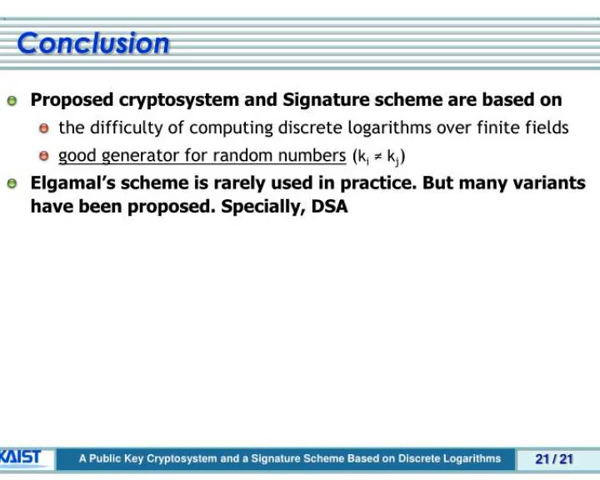 Conclusion
Proposed cryptosystem and Signature scheme are based on
the difficulty of computing discrete logarithms over finite fields
good generator for random numbers (ki ≠ kj)
Elgamal's scheme is rarely used in practice. But many variants
have been proposed. Specially, DSA
KAIST
A Public Key Cryptosystem and a Signature Scheme Based on Discrete Logarithms
21 / 21